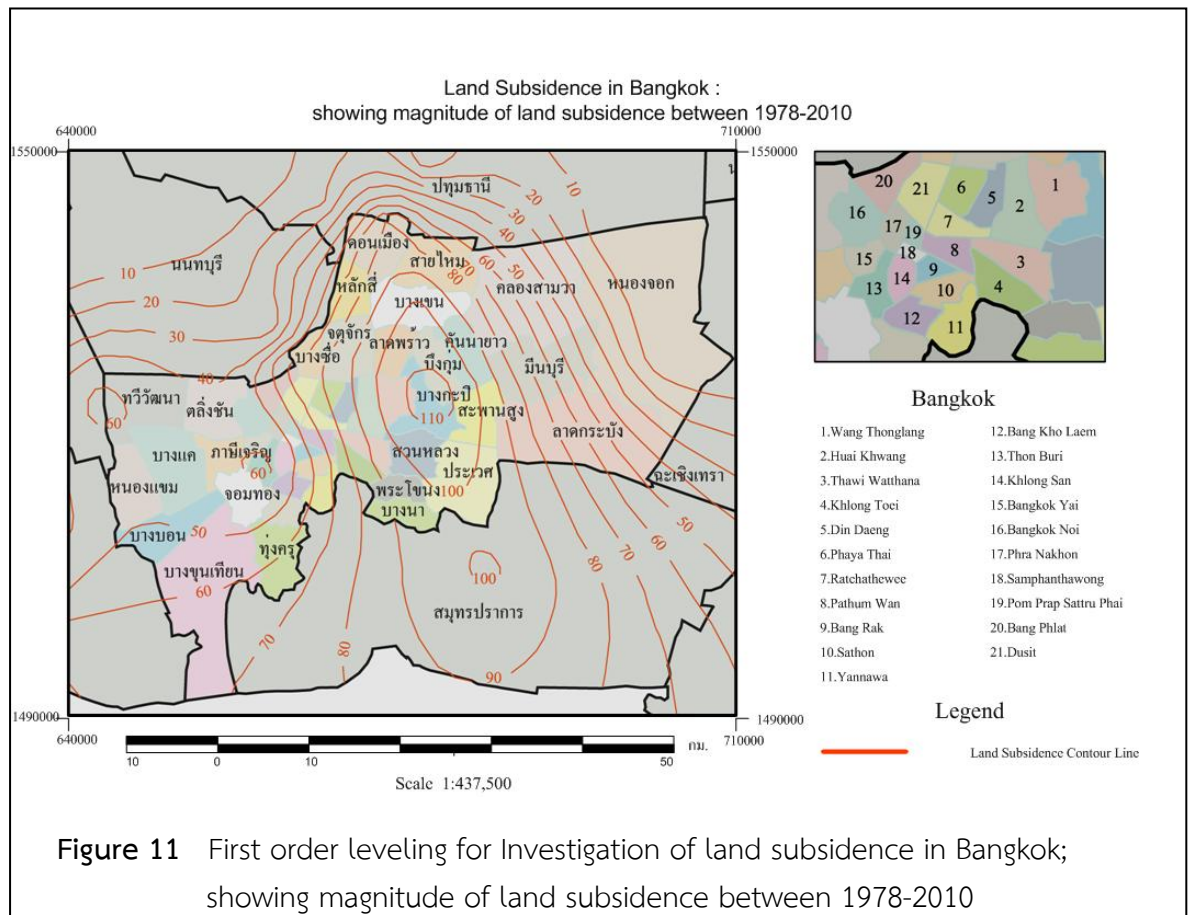 Land Subsidence in Bangkok :
showing magnitude of land subsidence between 1978-2010
640000
710000
1550000
1550000
ปทุมธานี
10
20
30
40
50
60
70
80
นนทบุรี
10
20
30
40
ดอนเมือง
สายไหม
หลักสี่
บางเขน
คลองสามวา
หนองจอก
จตุจักร
ลาดพร้าว
คันนายาว
บางซื่อ
บึงกุ่ม
มีนบุรี
บางกะปิ
110
สะพานสูง
ลาดกระบัง
ทวีวัฒนา
60
ตลิ่งชัน
บางแค
ภาษีเจริญ
60
สวนหลวง
ประเวศ
หนองแขม
จอมทอง
พระโขนง
100
ฉะเชิงเทรา
บางนา
บางบอน
50
ทุ่งครุ
50
60
70
80
บางขุนเทียน
60
100
สมุทรปราการ
70
80
90
1490000
1490000
640000
710000
10
0
10
50
กม.
Scale 1:437,500
20
21
6
5
2
1
16
17
19
7
18
8
15
9
3
13
14
10
4
12
11
Bangkok
1.Wang Thonglang
2.Huai Khwang
3.Thawi Watthana
4.Khlong Toei
5.Din Daeng
6.Phaya Thai
7.Ratchathewee
8.Pathum Wan
9.Bang Rak
10.Sathon
11.Yannawa
12.Bang Kho Laem
13.Thon Buri
14.Khlong San
15.Bangkok Yai
16.Bangkok Noi
17.Phra Nakhon
18.Samphanthawong
19.Pom Prap Sattru Phai
20.Bang Phlat
21.Dusit
Legend
Land Subsidence Contour Line
Figure 11 First order leveling for Investigation of land subsidence in Bangkok;
showing magnitude of land subsidence between 1978-2010